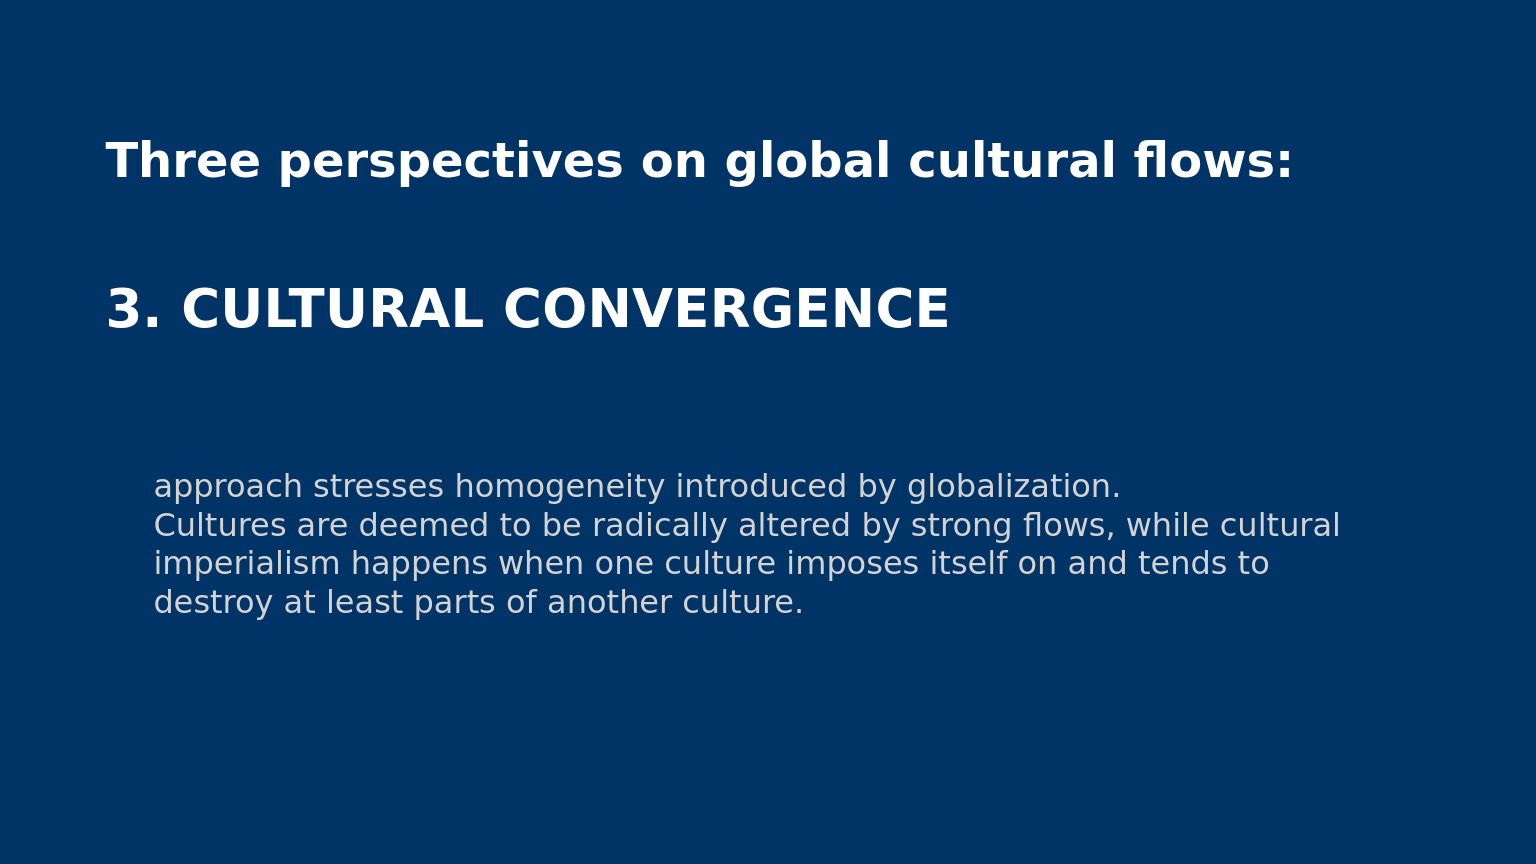 Three perspectives on global cultural flows:
3. CULTURAL CONVERGENCE
approach stresses homogeneity introduced by globalization.
Cultures are deemed to be radically altered by strong flows, while cultural
imperialism happens when one culture imposes itself on and tends to
destroy at least parts of another culture.